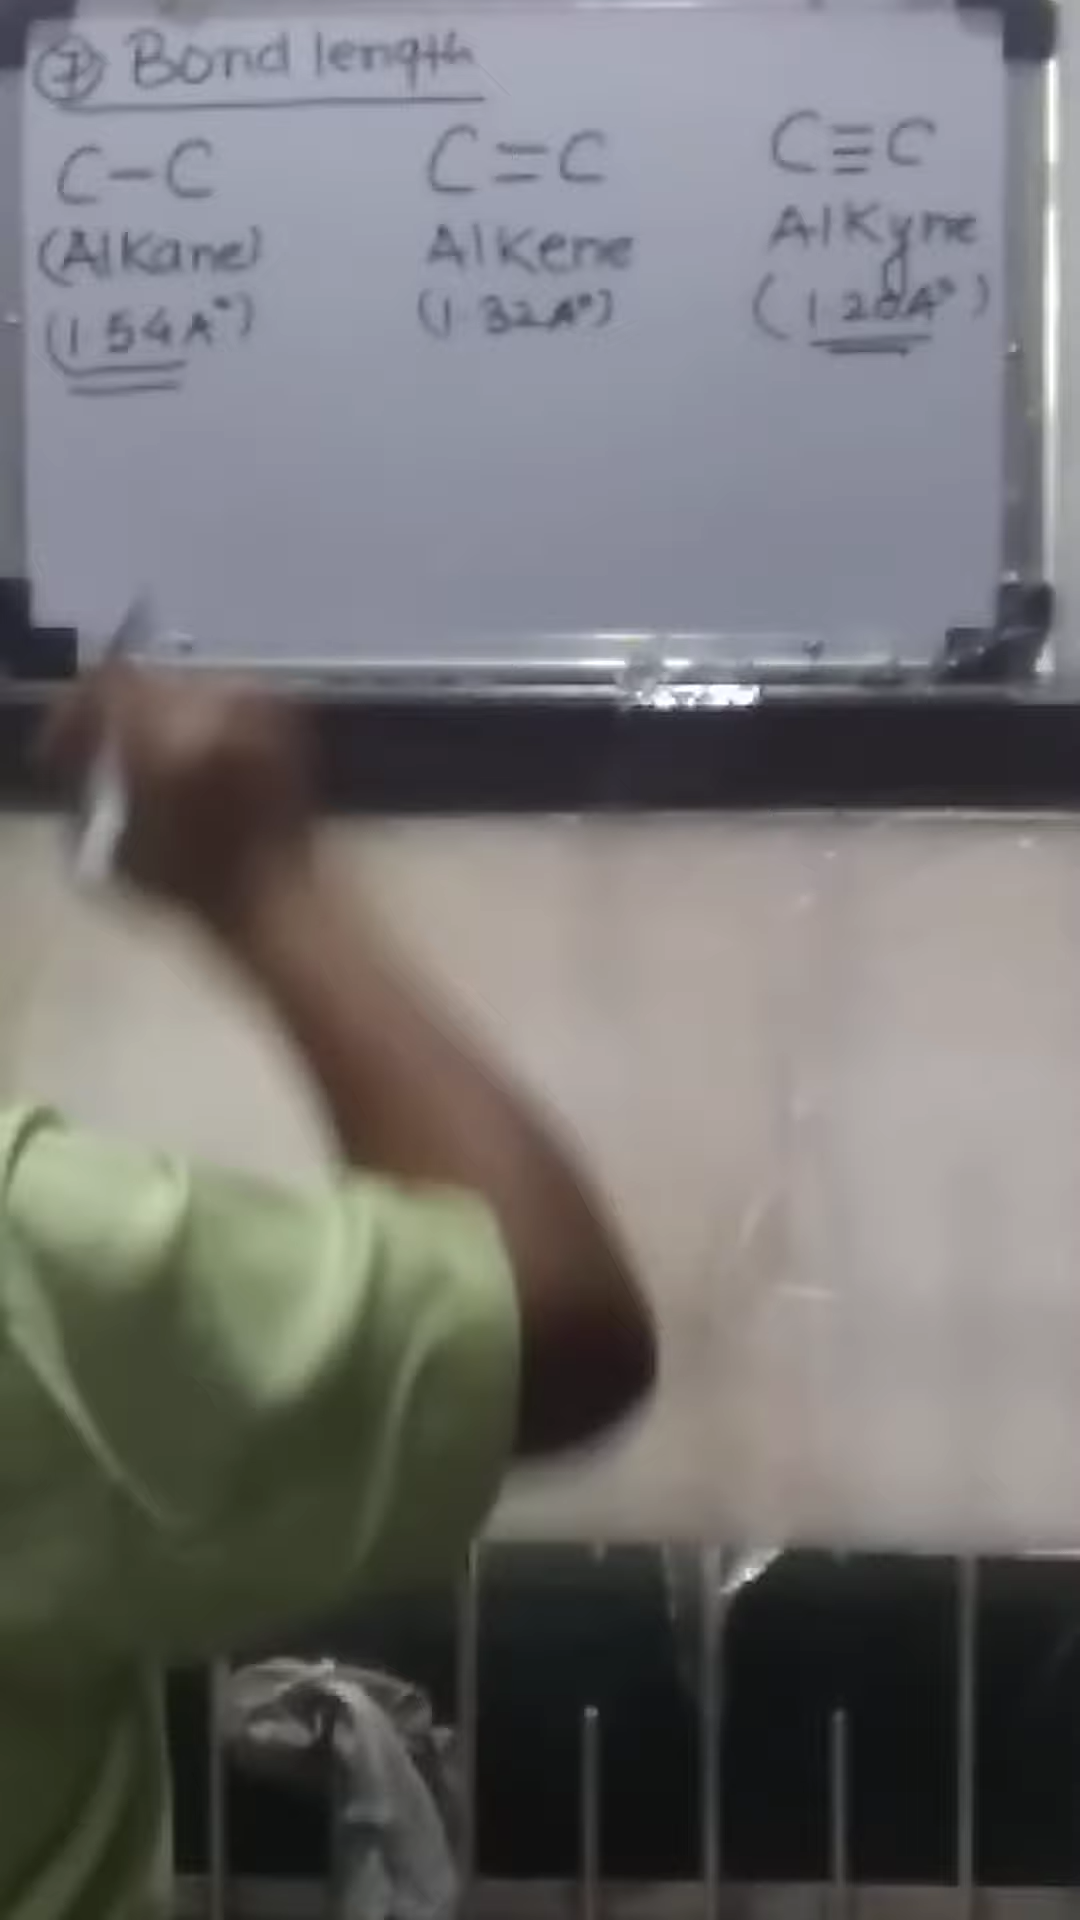 ⑦ Bond length
C-C C=C C≡C
(Alkane) Alkene Alkyne
(1.54A°) (1.32A°) (1.20A°)